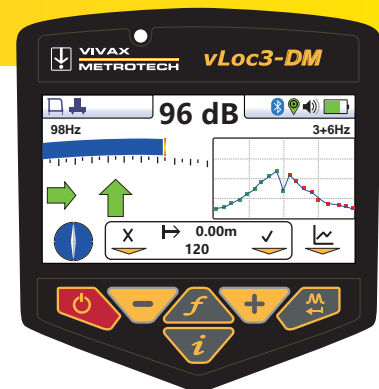 VIVAX
METROTECH
vLoc3-DM
96 dB
98Hz
3+6Hz
X
0.00m
120
f
i